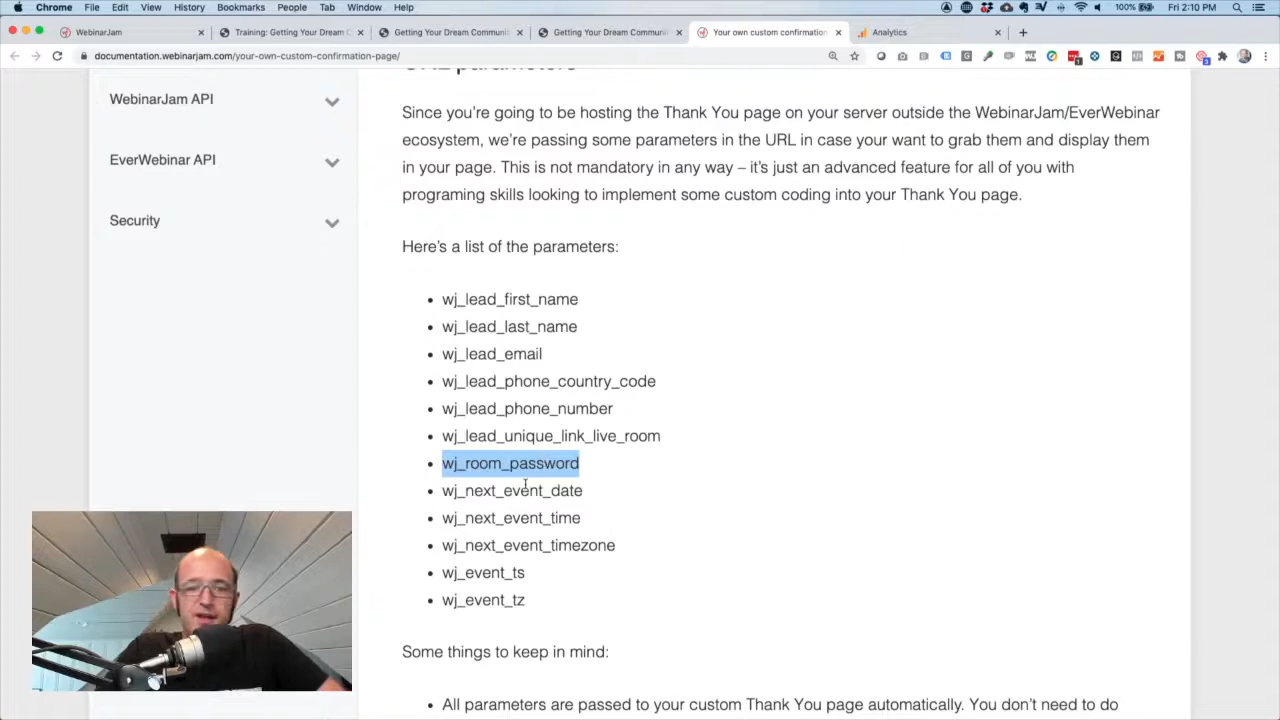 Chrome File Edit View History Bookmarks People Tab Window Help 100% Fri 2:10 PM
WebinarJam Training: Getting Your Dream C Getting Your Dream Communi Getting Your Dream Communi Your own custom confirmation Analytics
documentation.webinarjam.com/your-own-custom-confirmation-page/
WebinarJam API
EverWebinar API
Security
URL parameters
Since you're going to be hosting the Thank You page on your server outside the WebinarJam/EverWebinar
ecosystem, we're passing some parameters in the URL in case your want to grab them and display them
in your page. This is not mandatory in any way – it's just an advanced feature for all of you with
programing skills looking to implement some custom coding into your Thank You page.
Here's a list of the parameters:
• wj_lead_first_name
• wj_lead_last_name
• wj_lead_email
• wj_lead_phone_country_code
• wj_lead_phone_number
• wj_lead_unique_link_live_room
• wj_room_password
• wj_next_event_date
• wj_next_event_time
• wj_next_event_timezone
• wj_event_ts
• wj_event_tz
Some things to keep in mind:
• All parameters are passed to your custom Thank You page automatically. You don't need to do